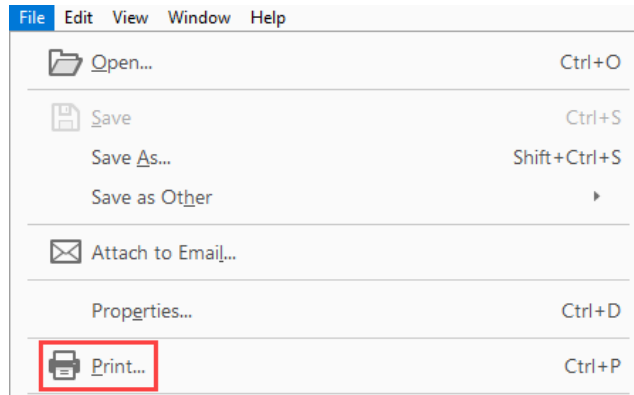 File Edit View Window Help
Open... Ctrl+O
Save Ctrl+S
Save As... Shift+Ctrl+S
Save as Other
Attach to Email...
Properties... Ctrl+D
Print... Ctrl+P